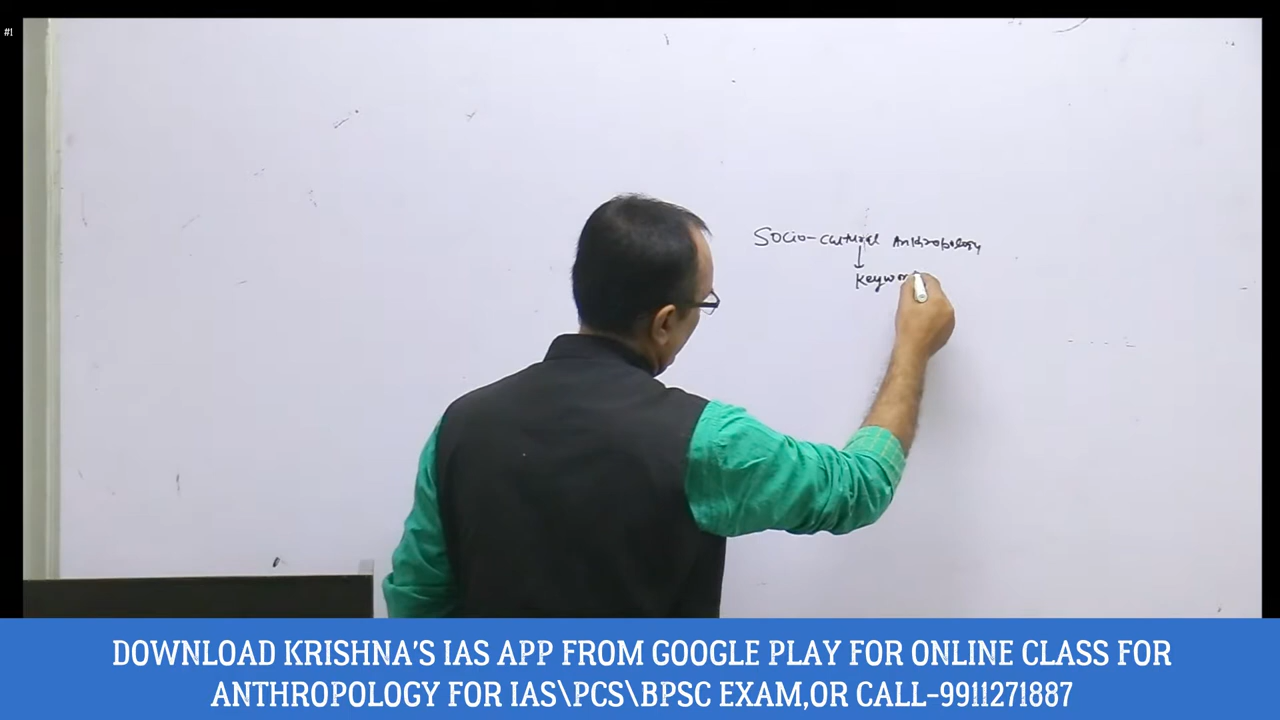 #1
Socio-cultural Anthropology
Keywor
DOWNLOAD KRISHNA'S IAS APP FROM GOOGLE PLAY FOR ONLINE CLASS FOR
ANTHROPOLOGY FOR IAS\PCS\BPSC EXAM,OR CALL-9911271887